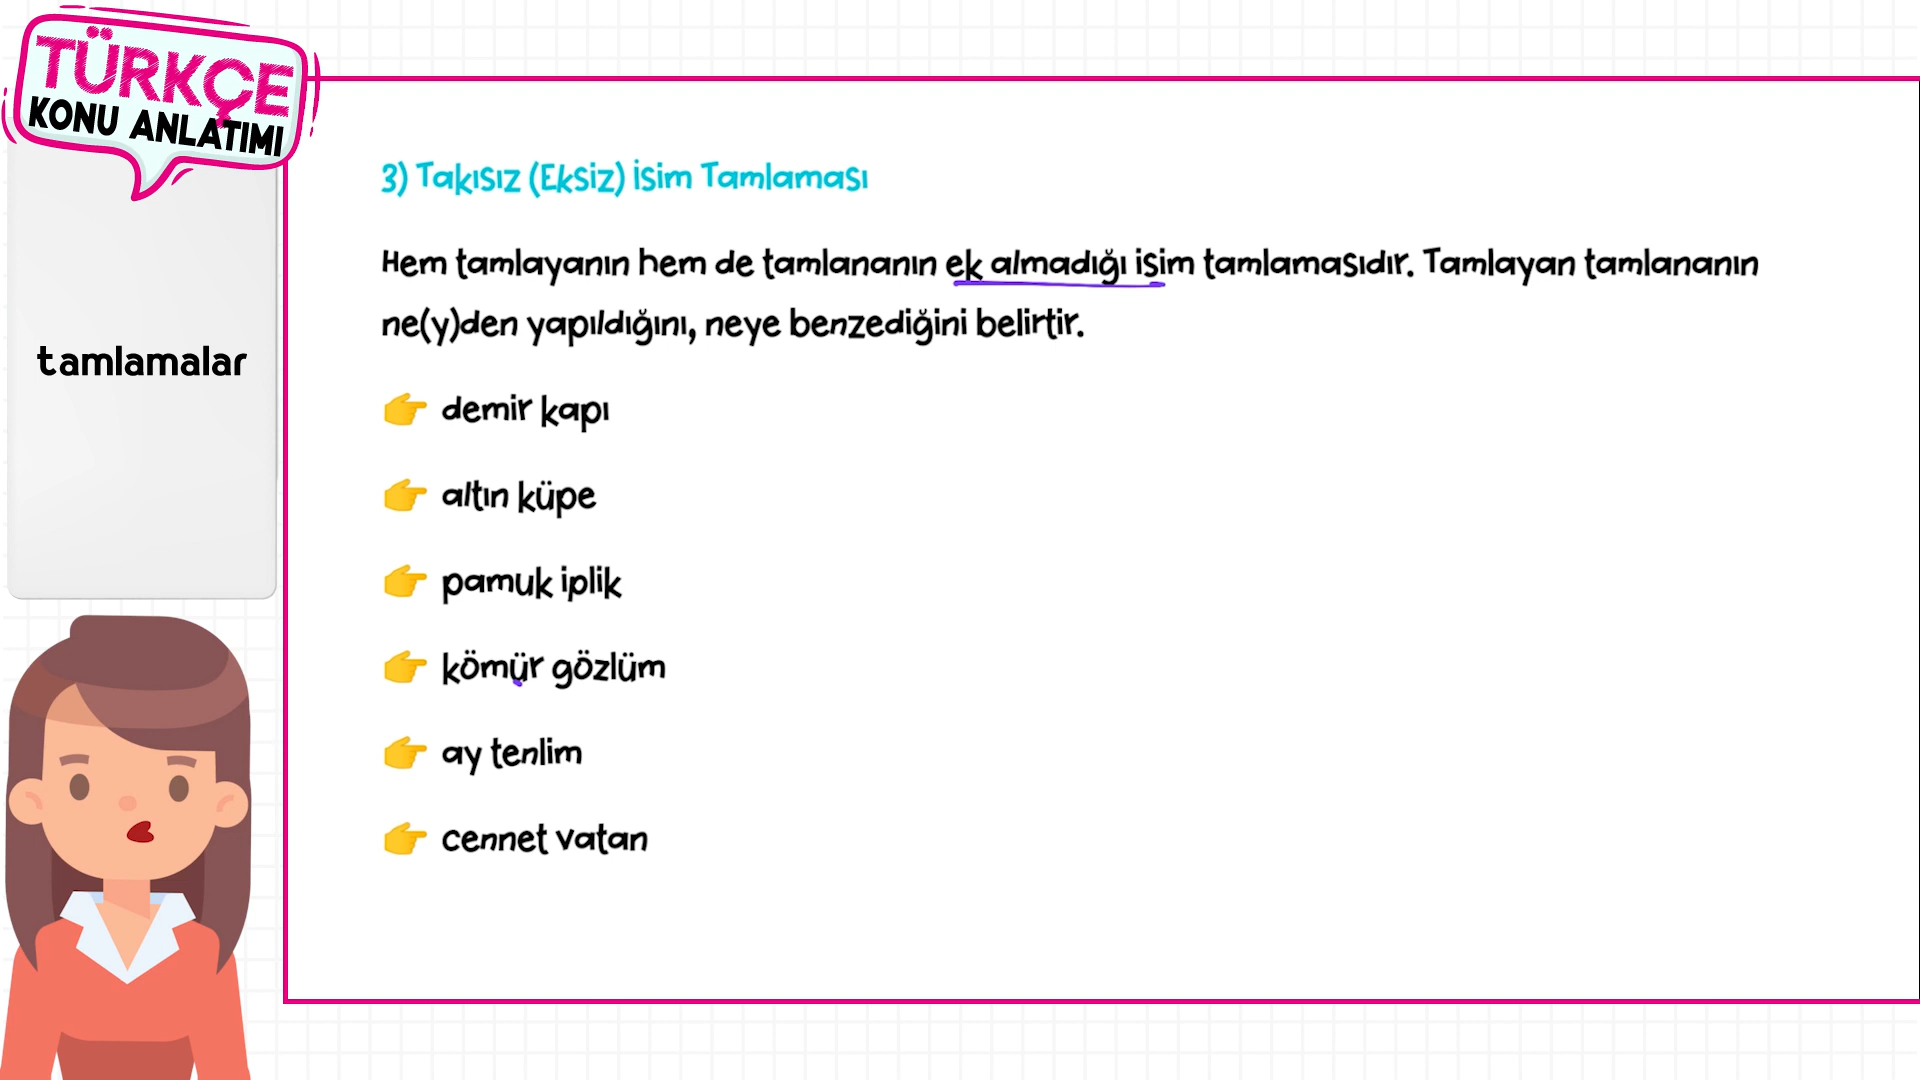 TÜRKÇE
KONU ANLATIMI
tamlamalar
3) Takısız (Eksiz) İsim Tamlaması
Hem tamlayanın hem de tamlananın ek almadığı isim tamlamasıdır. Tamlayan tamlananın
ne(y)den yapıldığını, neye benzediğini belirtir.
👉 demir kapı
👉 altın küpe
👉 pamuk iplik
👉 kömür gözlüm
👉 ay tenlim
👉 cennet vatan